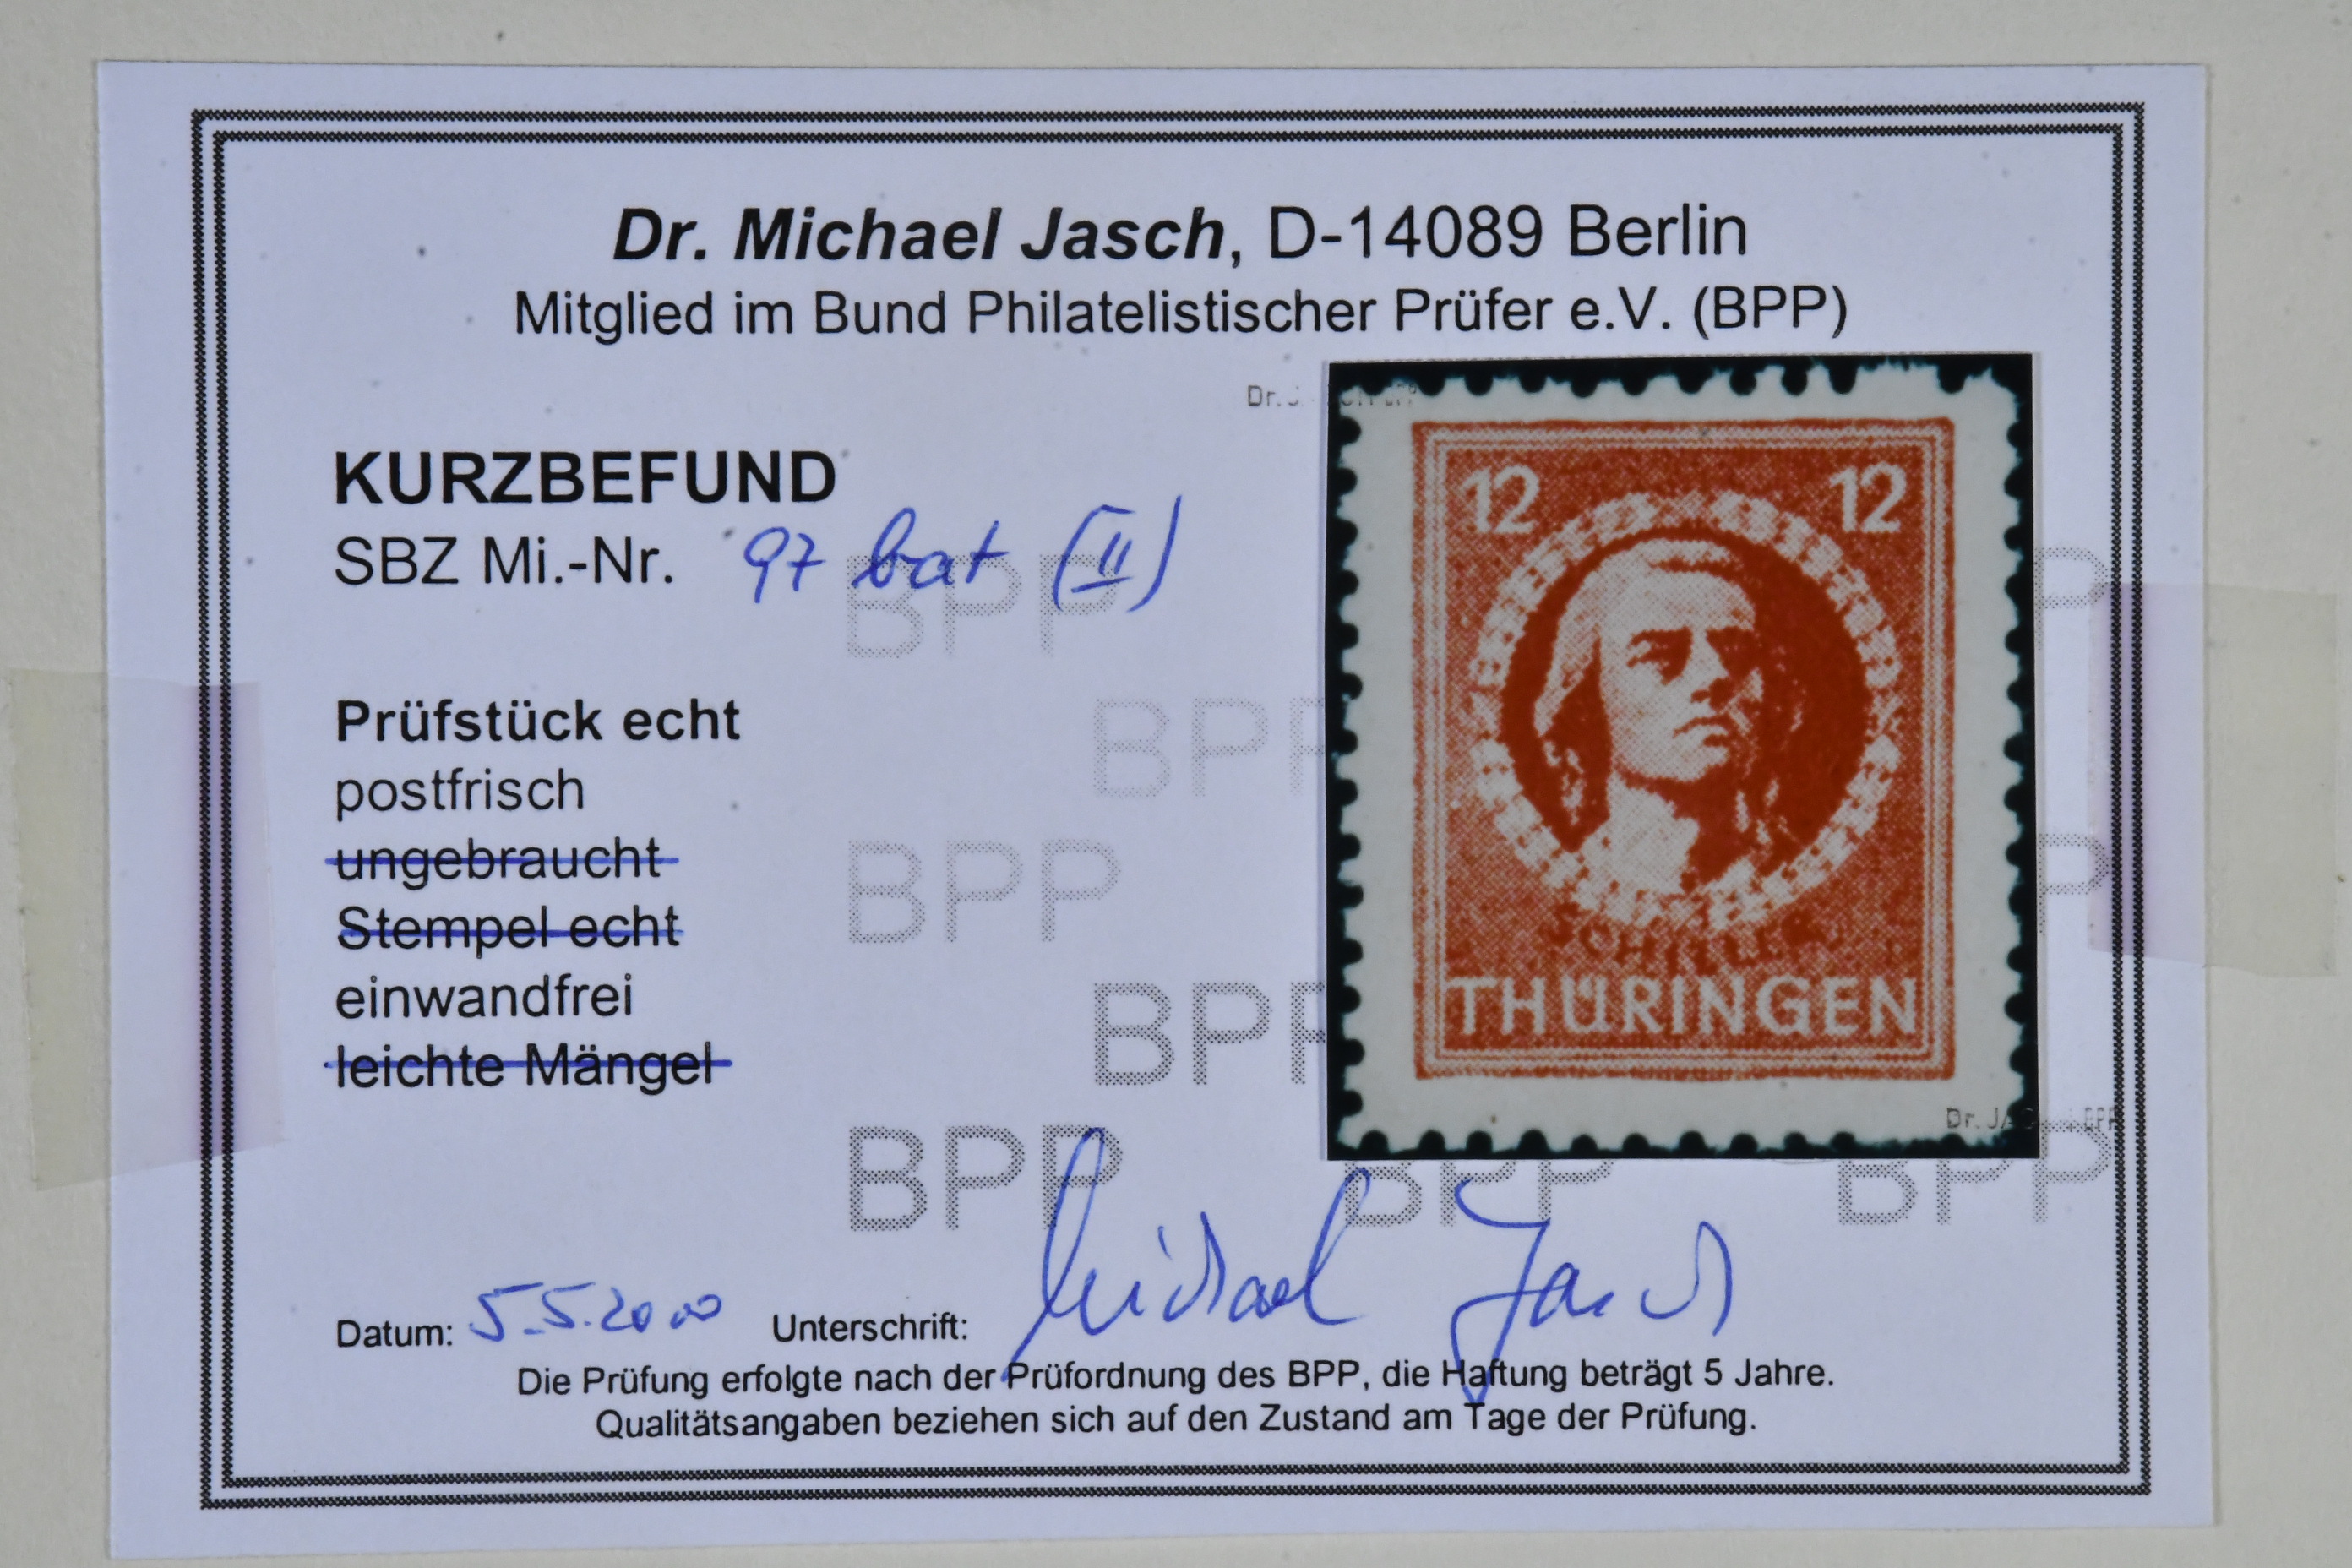 Dr. Michael Jasch, D-14089 Berlin
Mitglied im Bund Philatelistischer Prüfer e.V. (BPP)
KURZBEFUND
SBZ Mi.-Nr. 97 bat (II)
Prüfstück echt
postfrisch
ungebraucht
Stempel echt
einwandfrei
leichte Mängel
12 12
SCHILLER
THÜRINGEN
BPP
BPP
BPP
BPP
BPP BPP BPP
Datum: 5.5.2000 Unterschrift: Michael Jasch
Die Prüfung erfolgte nach der Prüfordnung des BPP, die Haftung beträgt 5 Jahre.
Qualitätsangaben beziehen sich auf den Zustand am Tage der Prüfung.